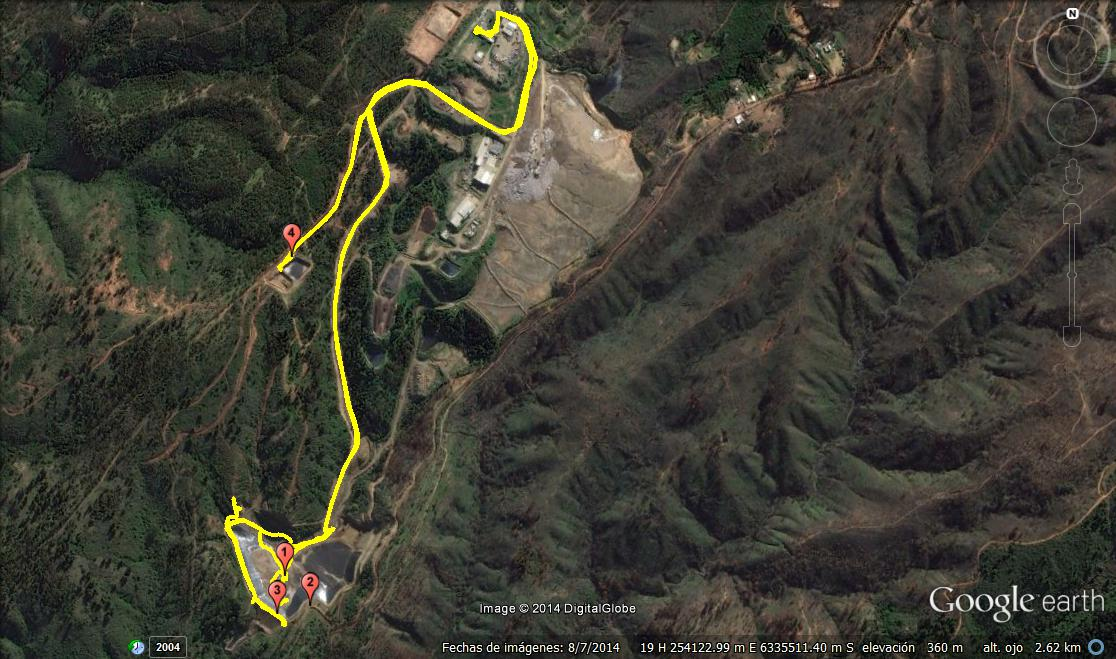 N
4
1
2
3
Image © 2014 DigitalGlobe
Google earth
2004
Fechas de imágenes: 8/7/2014 19 H 254122.99 m E 6335511.40 m S elevación 360 m alt. ojo 2.62 km